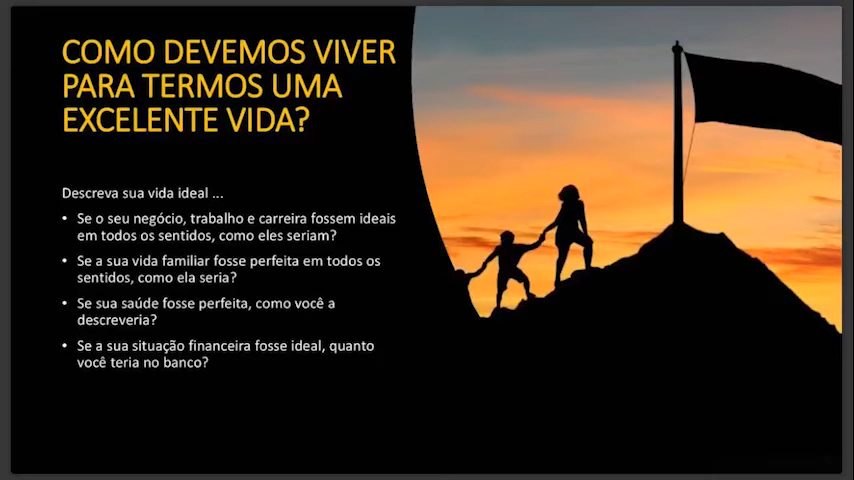 COMO DEVEMOS VIVER
PARA TERMOS UMA
EXCELENTE VIDA?
Descreva sua vida ideal ...
• Se o seu negócio, trabalho e carreira fossem ideais
em todos os sentidos, como eles seriam?
• Se a sua vida familiar fosse perfeita em todos os
sentidos, como ela seria?
• Se sua saúde fosse perfeita, como você a
descreveria?
• Se a sua situação financeira fosse ideal, quanto
você teria no banco?